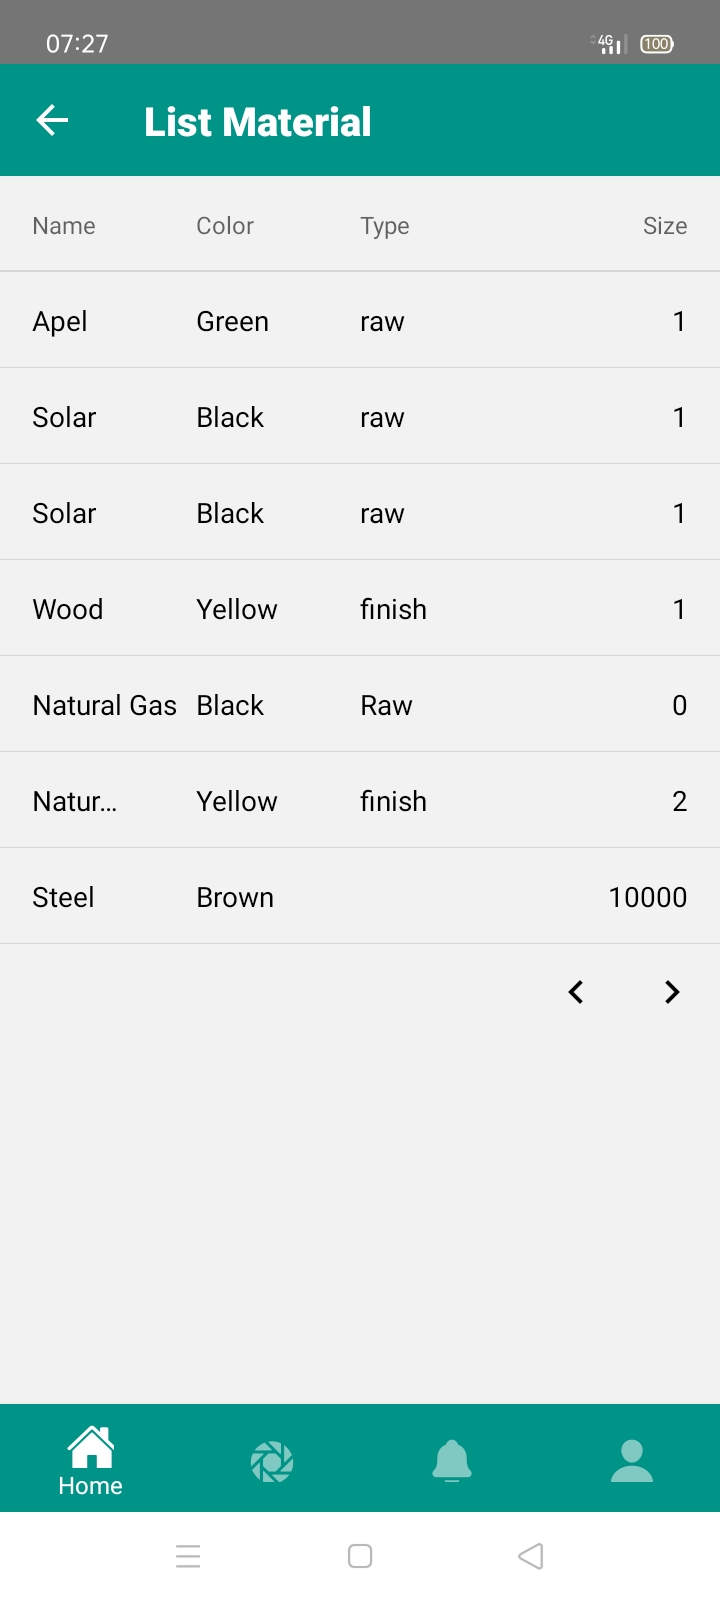 07:27 4G 100
List Material
Name Color Type Size
Apel Green raw 1
Solar Black raw 1
Solar Black raw 1
Wood Yellow finish 1
Natural Gas Black Raw 0
Natur... Yellow finish 2
Steel Brown 10000
Home